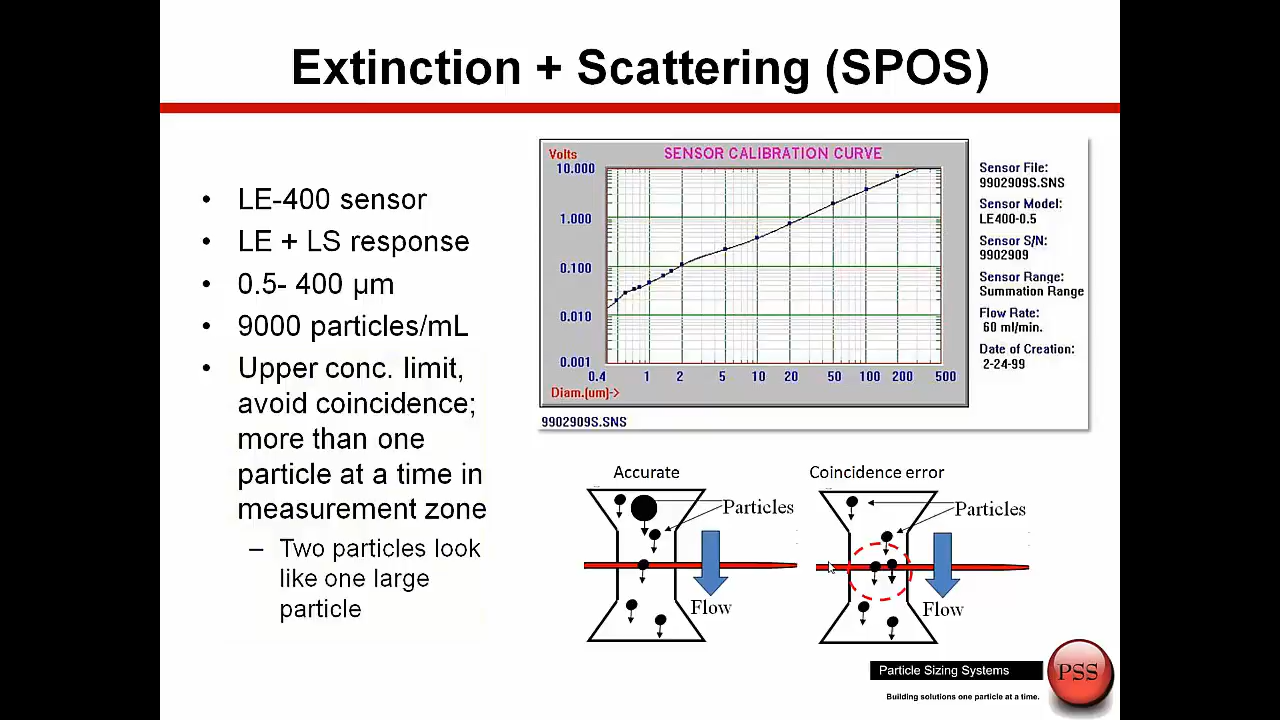 Extinction + Scattering (SPOS)
• LE-400 sensor
• LE + LS response
• 0.5- 400 µm
• 9000 particles/mL
• Upper conc. limit,
avoid coincidence;
more than one
particle at a time in
measurement zone
– Two particles look
like one large
particle
Volts
SENSOR CALIBRATION CURVE
10.000
1.000
0.100
0.010
0.001
0.4 1 2 5 10 20 50 100 200 500
Diam.(um)->
9902909S.SNS
Sensor File:
9902909S.SNS
Sensor Model:
LE400-0.5
Sensor S/N:
9902909
Sensor Range:
Summation Range
Flow Rate:
60 ml/min.
Date of Creation:
2-24-99
Accurate
Particles
Flow
Coincidence error
Particles
Flow
Particle Sizing Systems
PSS
Building solutions one particle at a time.